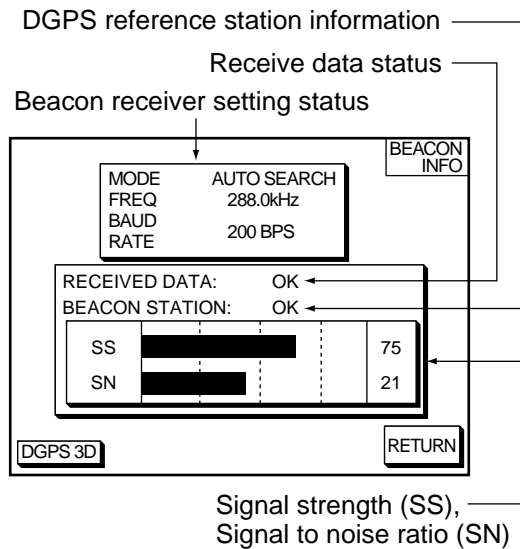 DGPS reference station information
Receive data status
Beacon receiver setting status
BEACON
INFO
MODE AUTO SEARCH
FREQ 288.0kHz
BAUD
RATE 200 BPS
RECEIVED DATA: OK
BEACON STATION: OK
SS 75
SN 21
DGPS 3D
RETURN
Signal strength (SS),
Signal to noise ratio (SN)